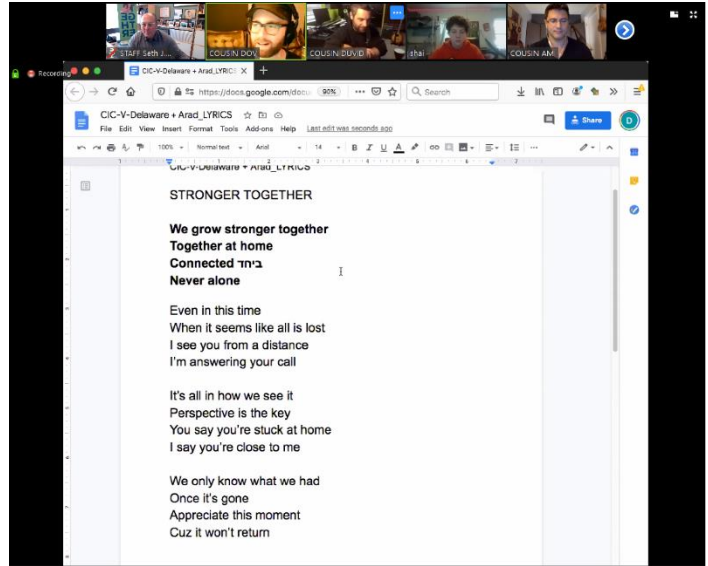 STAFF Seth J....
COUSIN DOV
COUSIN DUVID
shai
COUSIN AM
Recording
CIC-V-Delaware + Arad_LYRICS
https://docs.google.com/docu
90%
Search
CIC-V-Delaware + Arad_LYRICS
File Edit View Insert Format Tools Add-ons Help Last edit was seconds ago
Share
D
100% Normal text Arial 14 B I U A
CIC-V-Delaware + Arad_LYRICS
STRONGER TOGETHER
We grow stronger together
Together at home
Connected ביחד
Never alone
Even in this time
When it seems like all is lost
I see you from a distance
I'm answering your call
It's all in how we see it
Perspective is the key
You say you're stuck at home
I say you're close to me
We only know what we had
Once it's gone
Appreciate this moment
Cuz it won't return